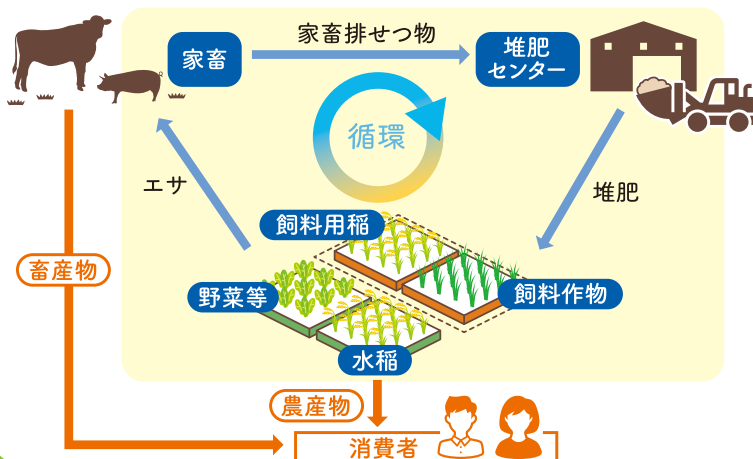 家畜
家畜排せつ物
堆肥
センター
循環
エサ
堆肥
飼料用稲
畜産物
野菜等
飼料作物
水稲
農産物
消費者